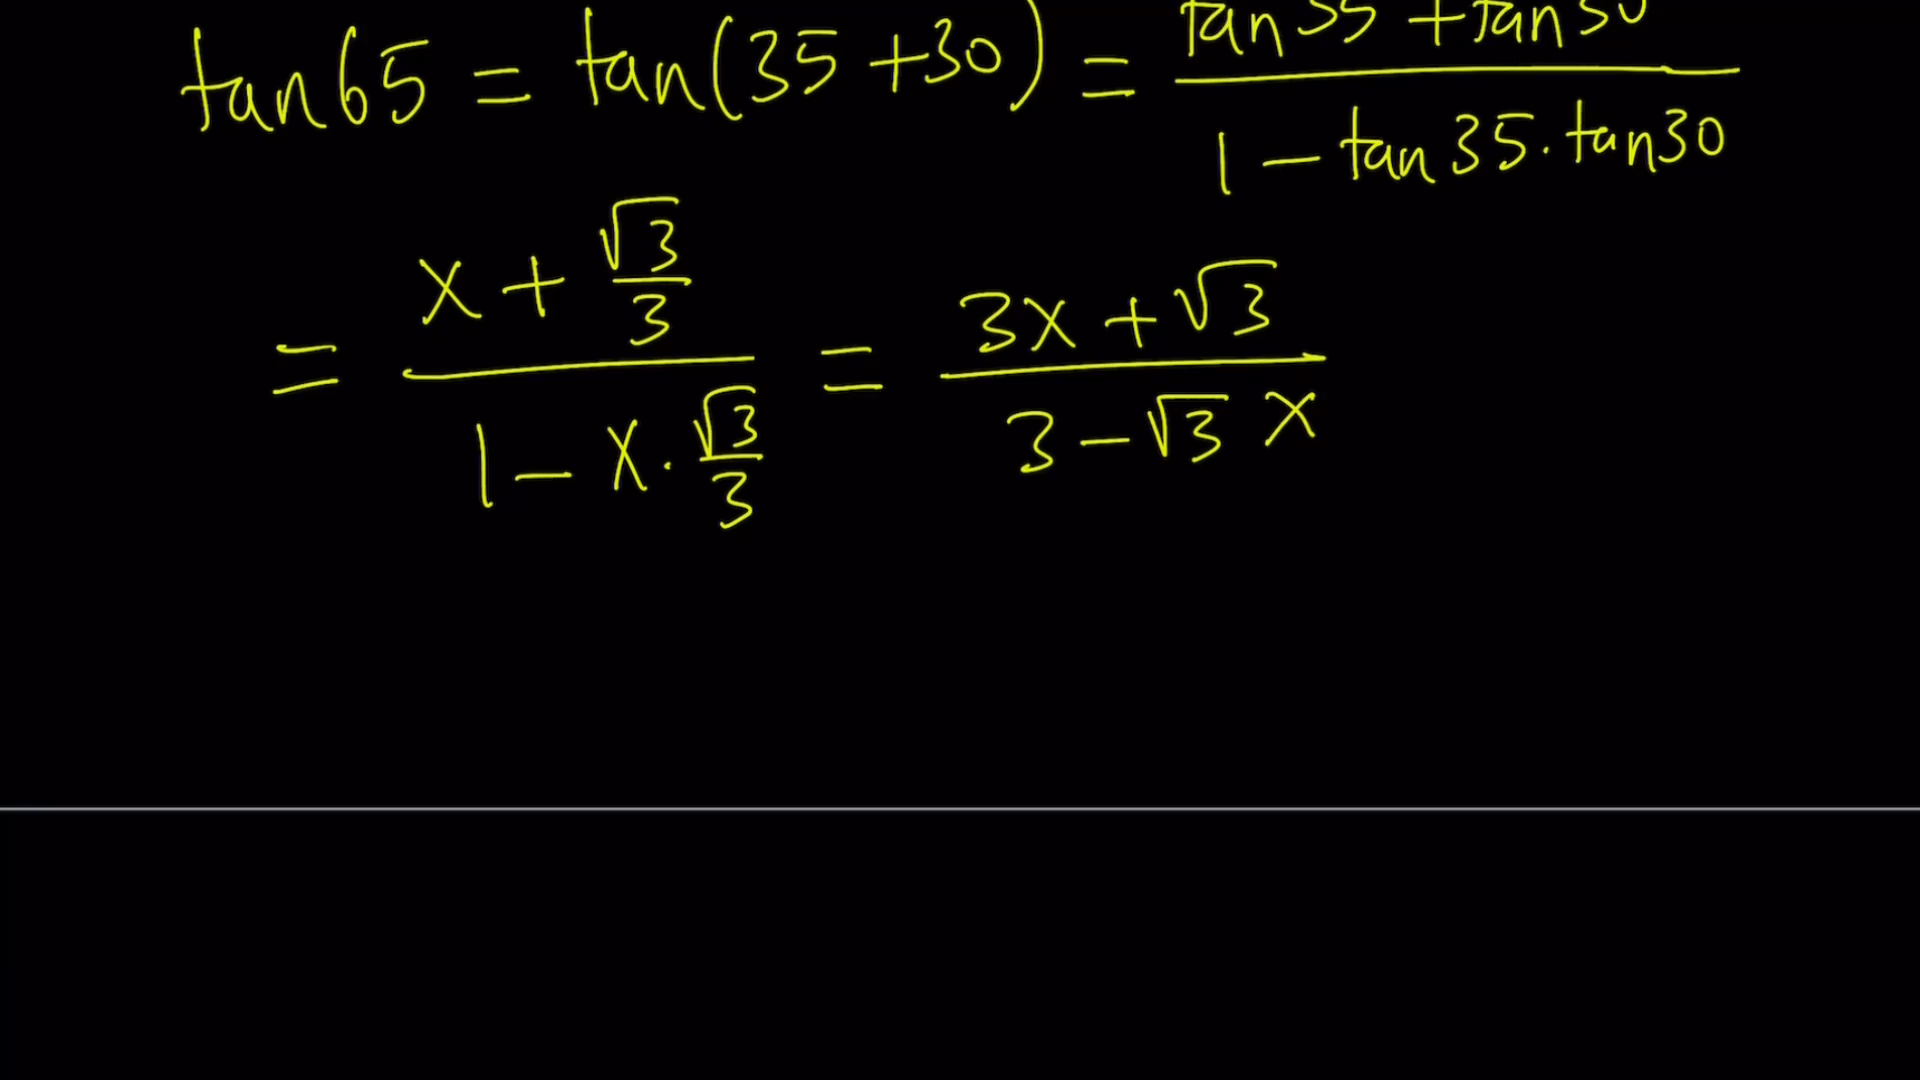 tan65 = tan(35+30) = (tan35 + tan30)/(1 - tan35·tan30)
= (x + √3/3)/(1 - x·√3/3) = (3x + √3)/(3 - √3 x)